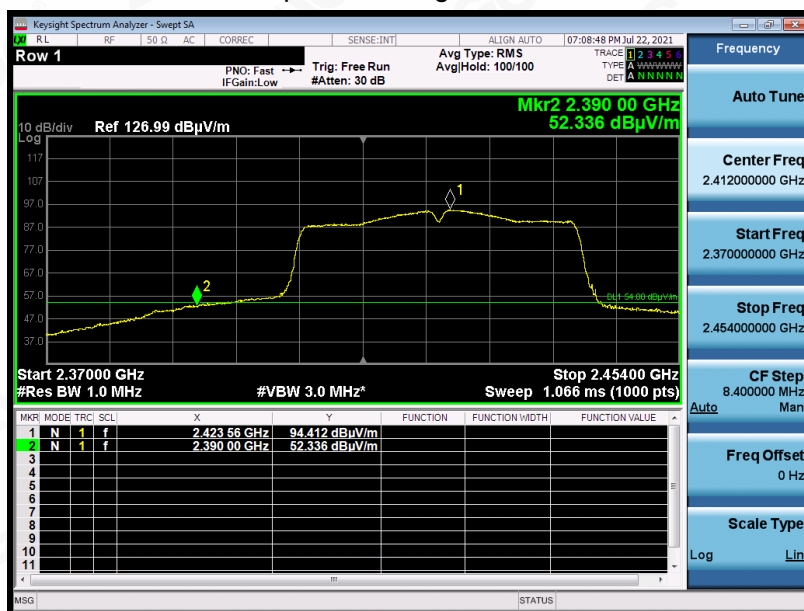 Keysight Spectrum Analyzer - Swept SA
LXI RL RF 50 Ω AC CORREC SENSE:INT ALIGN AUTO 07:08:48 PM Jul 22, 2021
Row 1
PNO: Fast
IFGain:Low
Trig: Free Run
#Atten: 30 dB
Avg Type: RMS
Avg|Hold: 100/100
TRACE 1 2 3 4 5 6
TYPE A WWWWW
DET A N N N N N
Mkr2 2.390 00 GHz
52.336 dBµV/m
10 dB/div Ref 126.99 dBµV/m
Log
117
107
97.0
87.0
77.0
67.0
57.0
47.0
37.0
1
2
DL1 54.00 dBµV/m
Start 2.37000 GHz Stop 2.45400 GHz
#Res BW 1.0 MHz #VBW 3.0 MHz* Sweep 1.066 ms (1000 pts)
MKR MODE TRC SCL X Y FUNCTION FUNCTION WIDTH FUNCTION VALUE
1 N 1 f 2.423 56 GHz 94.412 dBµV/m
2 N 1 f 2.390 00 GHz 52.336 dBµV/m
3
4
5
6
7
8
9
10
11
MSG STATUS
Frequency
Auto Tune
Center Freq
2.412000000 GHz
Start Freq
2.370000000 GHz
Stop Freq
2.454000000 GHz
CF Step
8.400000 MHz
Auto Man
Freq Offset
0 Hz
Scale Type
Log Lin